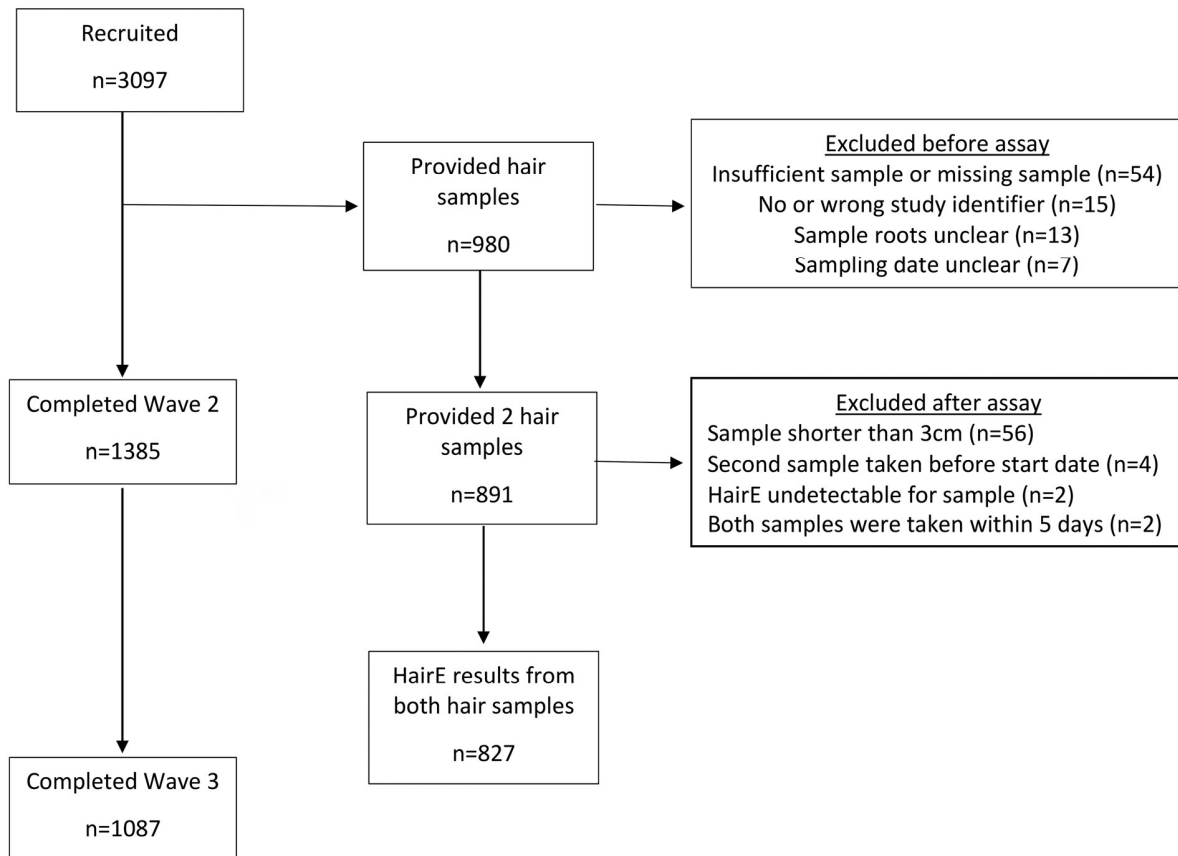 Recruited
n=3097
Provided hair
samples
n=980
Excluded before assay
Insufficient sample or missing sample (n=54)
No or wrong study identifier (n=15)
Sample roots unclear (n=13)
Sampling date unclear (n=7)
Completed Wave 2
n=1385
Provided 2 hair
samples
n=891
Excluded after assay
Sample shorter than 3cm (n=56)
Second sample taken before start date (n=4)
HairE undetectable for sample (n=2)
Both samples were taken within 5 days (n=2)
HairE results from
both hair samples
n=827
Completed Wave 3
n=1087